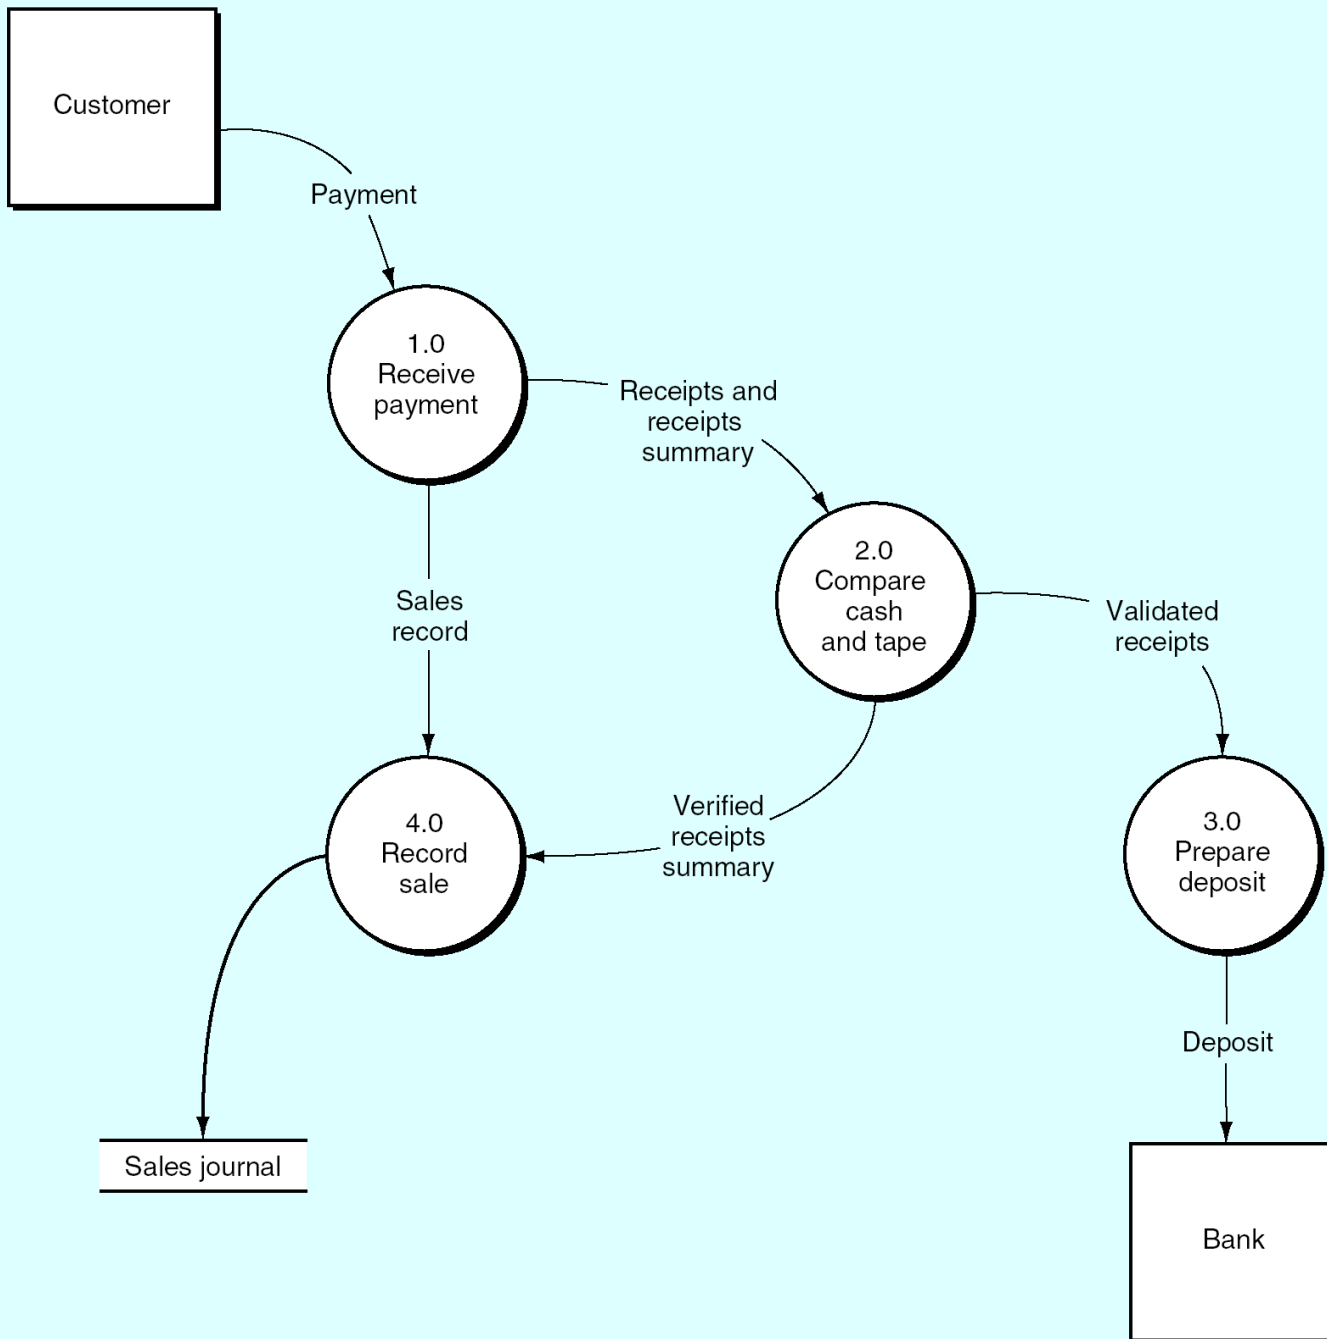 Customer
Payment
1.0
Receive
payment
Receipts and
receipts
summary
2.0
Compare
cash
and tape
Sales
record
Validated
receipts
Verified
receipts
summary
4.0
Record
sale
3.0
Prepare
deposit
Deposit
Sales journal
Bank